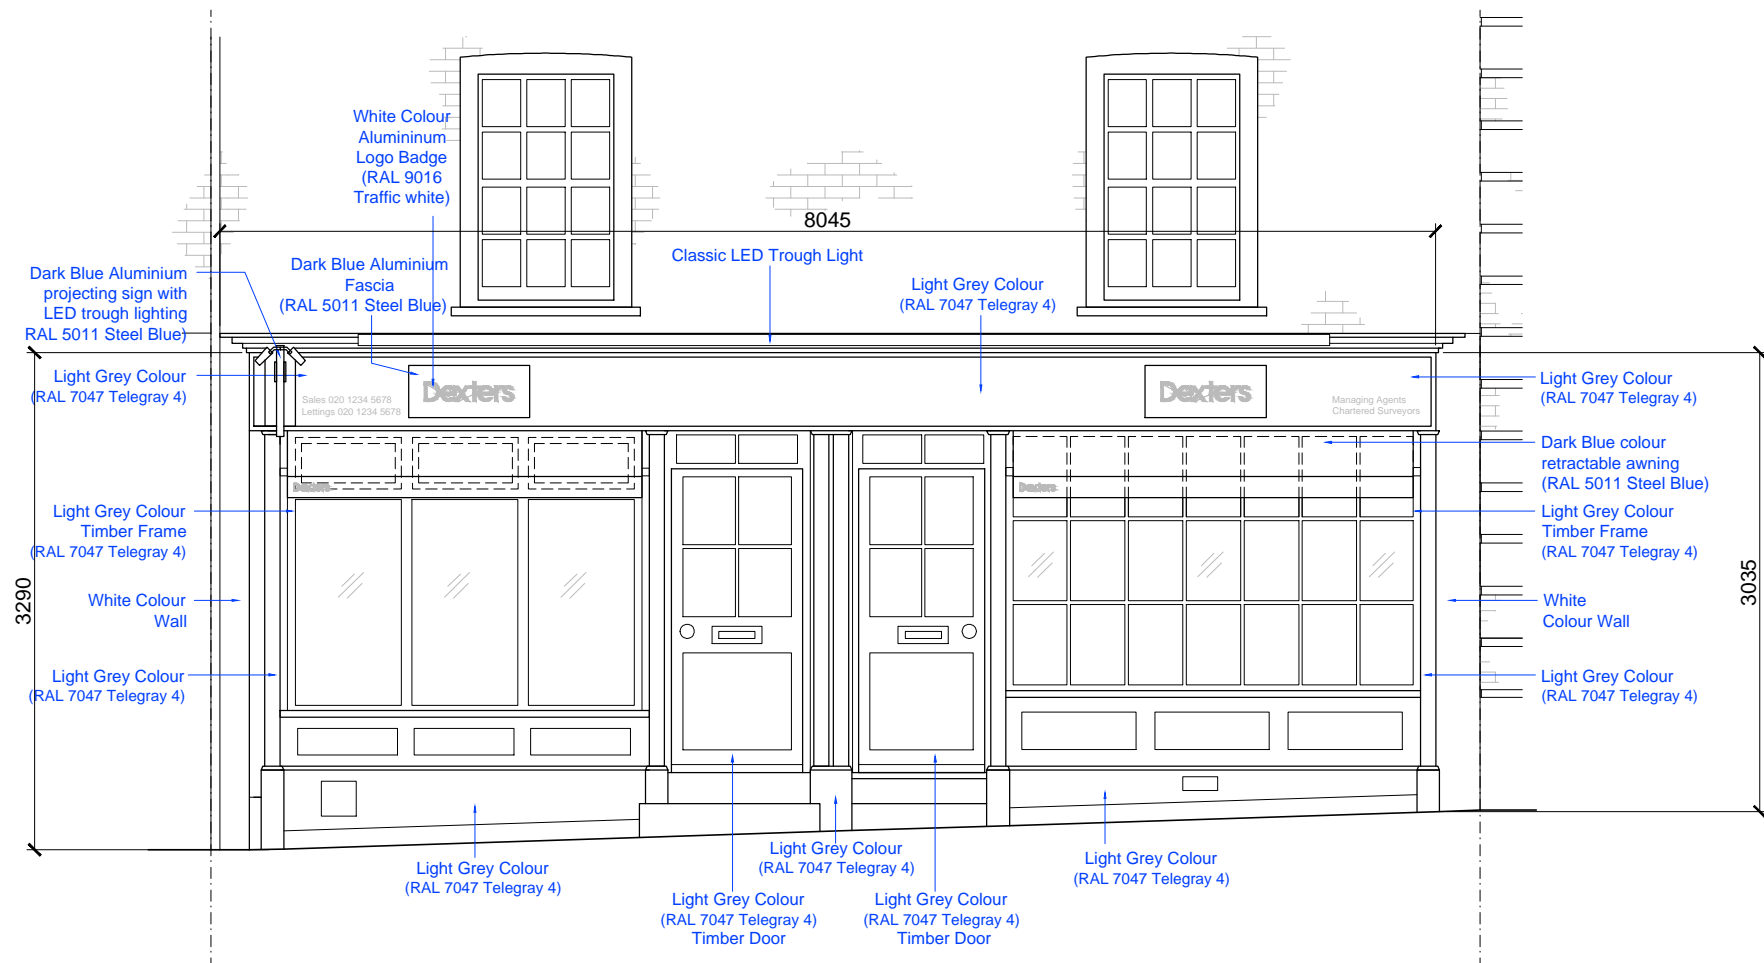 White Colour
Alumininum
Logo Badge
(RAL 9016
Traffic white)
8045
Classic LED Trough Light
Dark Blue Aluminium
Fascia
(RAL 5011 Steel Blue)
Light Grey Colour
(RAL 7047 Telegray 4)
Dark Blue Aluminium
projecting sign with
LED trough lighting
RAL 5011 Steel Blue)
Light Grey Colour
(RAL 7047 Telegray 4)
Sales 020 1234 5678
Lettings 020 1234 5678
Dexters
Dexters
Managing Agents
Chartered Surveyors
Light Grey Colour
(RAL 7047 Telegray 4)
Dark Blue colour
retractable awning
(RAL 5011 Steel Blue)
Dexters
Dexters
Light Grey Colour
Timber Frame
(RAL 7047 Telegray 4)
Light Grey Colour
Timber Frame
(RAL 7047 Telegray 4)
3290
3035
White Colour
Wall
White
Colour Wall
Light Grey Colour
(RAL 7047 Telegray 4)
Light Grey Colour
(RAL 7047 Telegray 4)
Light Grey Colour
(RAL 7047 Telegray 4)
Light Grey Colour
(RAL 7047 Telegray 4)
Light Grey Colour
(RAL 7047 Telegray 4)
Light Grey Colour
(RAL 7047 Telegray 4)
Timber Door
Light Grey Colour
(RAL 7047 Telegray 4)
Timber Door